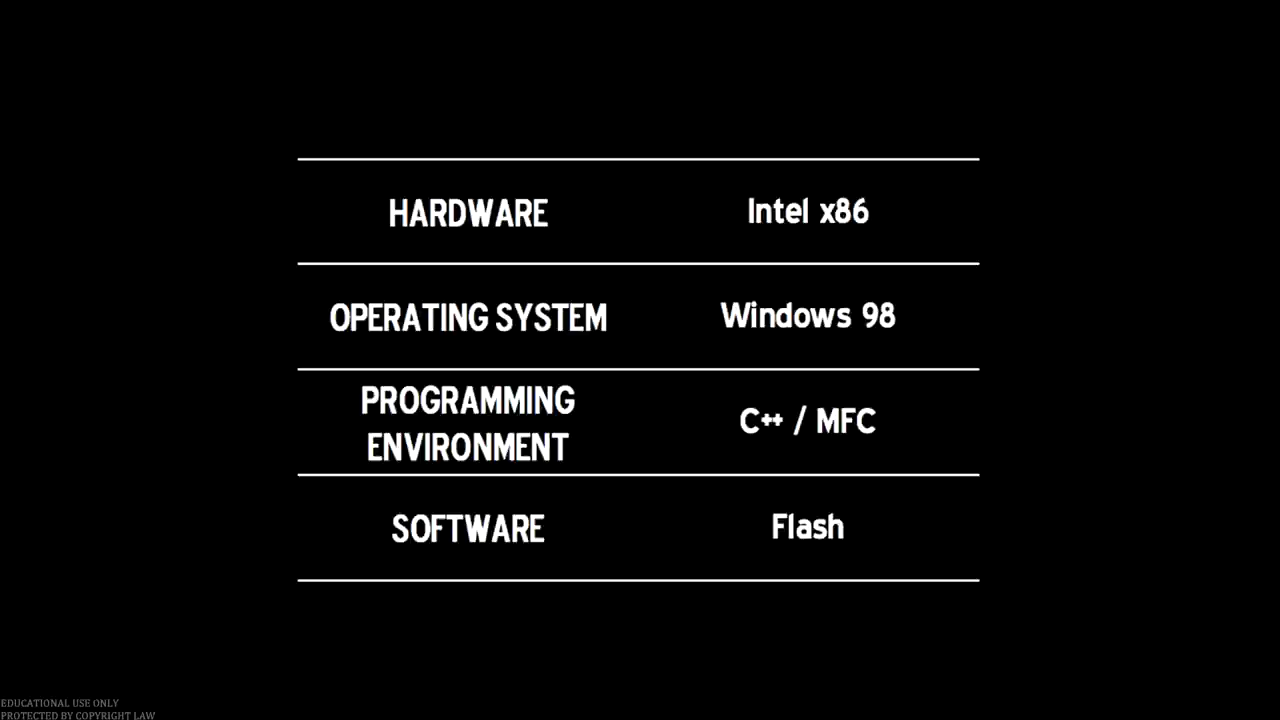 HARDWARE Intel x86
OPERATING SYSTEM Windows 98
PROGRAMMING
ENVIRONMENT
C++ / MFC
SOFTWARE Flash
EDUCATIONAL USE ONLY
PROTECTED BY COPYRIGHT LAW